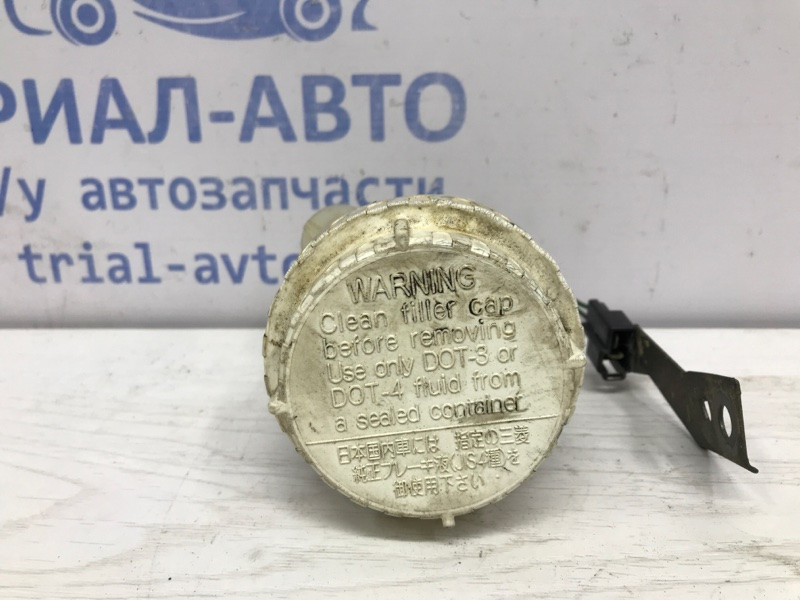 РИАЛ-АВТО
/у автозапчасти
trial-avto
WARNING
Clean filler cap
before removing
Use only DOT-3 or
DOT-4 fluid from
a sealed container
日本国内車には 指定の三菱
純正ブレーキ液(JIS4種)を
御使用下さい